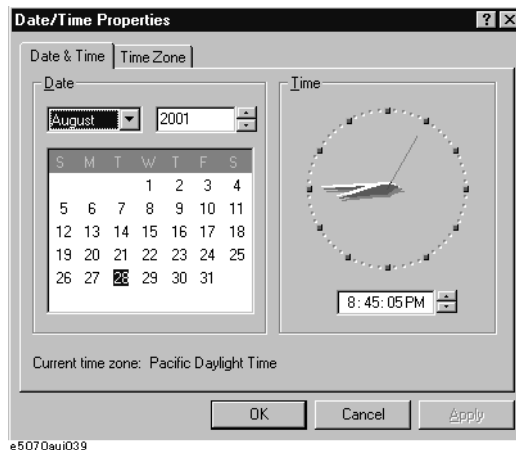 Date/Time Properties
Date & Time
Time Zone
Date
August
2001
S M T W T F S
1 2 3 4
5 6 7 8 9 10 11
12 13 14 15 16 17 18
19 20 21 22 23 24 25
26 27 28 29 30 31
Time
8:45:05 PM
Current time zone: Pacific Daylight Time
OK
Cancel
Apply
e5070auj039